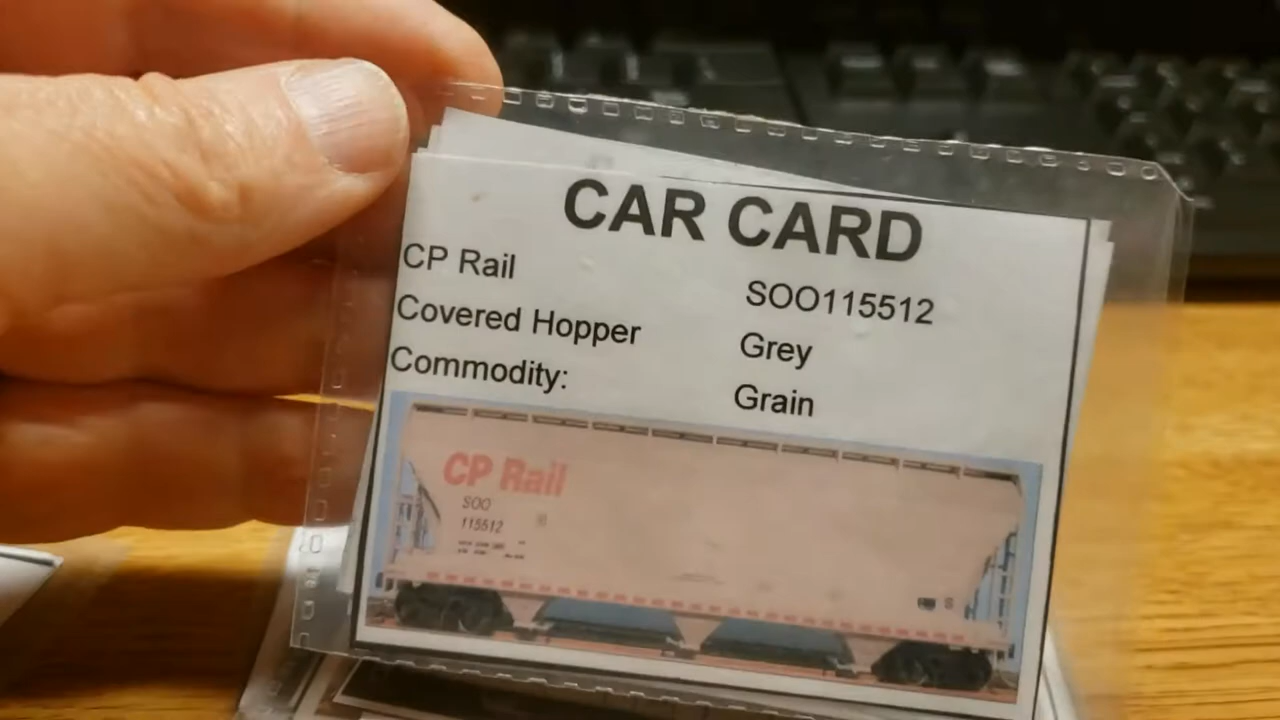 CAR CARD
CP Rail SOO115512
Covered Hopper Grey
Commodity: Grain
CP Rail
SOO
115512